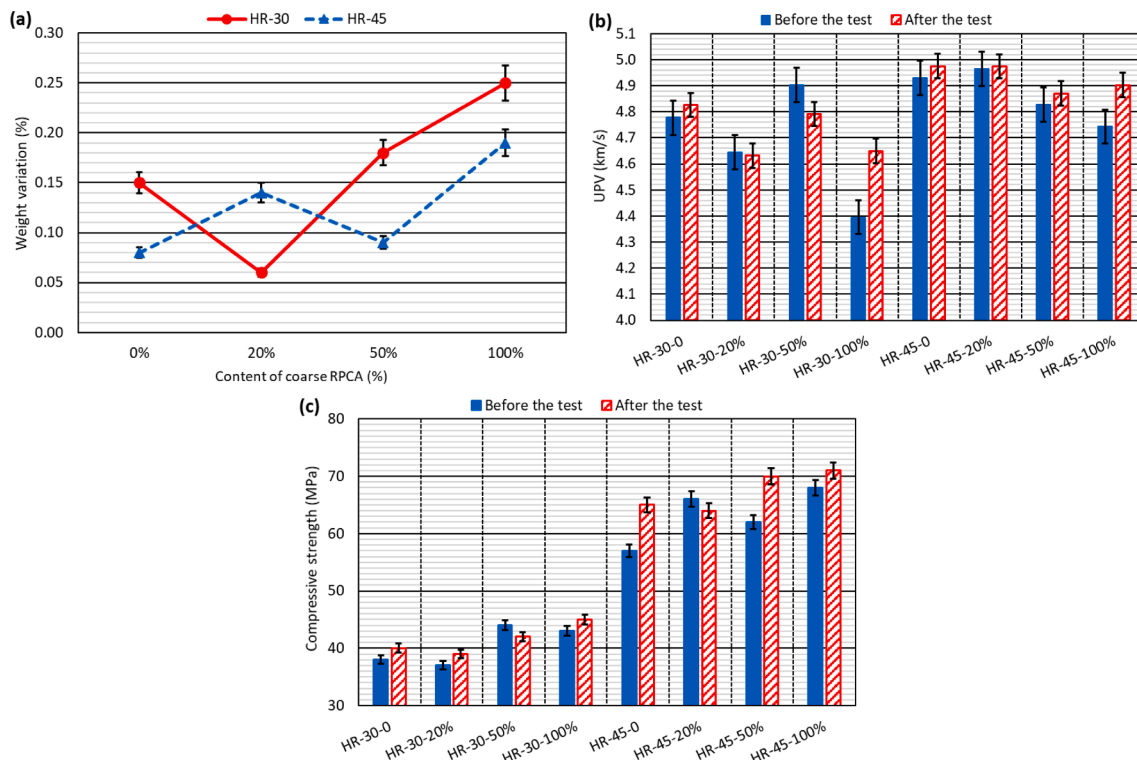 (a)
HR-30 HR-45
0.30
0.25
0.20
0.15
0.10
0.05
0.00
Weight variation (%)
0% 20% 50% 100%
Content of coarse RPCA (%)
(b)
Before the test After the test
5.1
5.0
4.9
4.8
4.7
4.6
4.5
4.4
4.3
4.2
4.1
4.0
UPV (km/s)
HR-30-0 HR-30-20% HR-30-50% HR-30-100% HR-45-0 HR-45-20% HR-45-50% HR-45-100%
(c)
Before the test After the test
80
70
60
50
40
30
Compressive strength (MPa)
HR-30-0 HR-30-20% HR-30-50% HR-30-100% HR-45-0 HR-45-20% HR-45-50% HR-45-100%